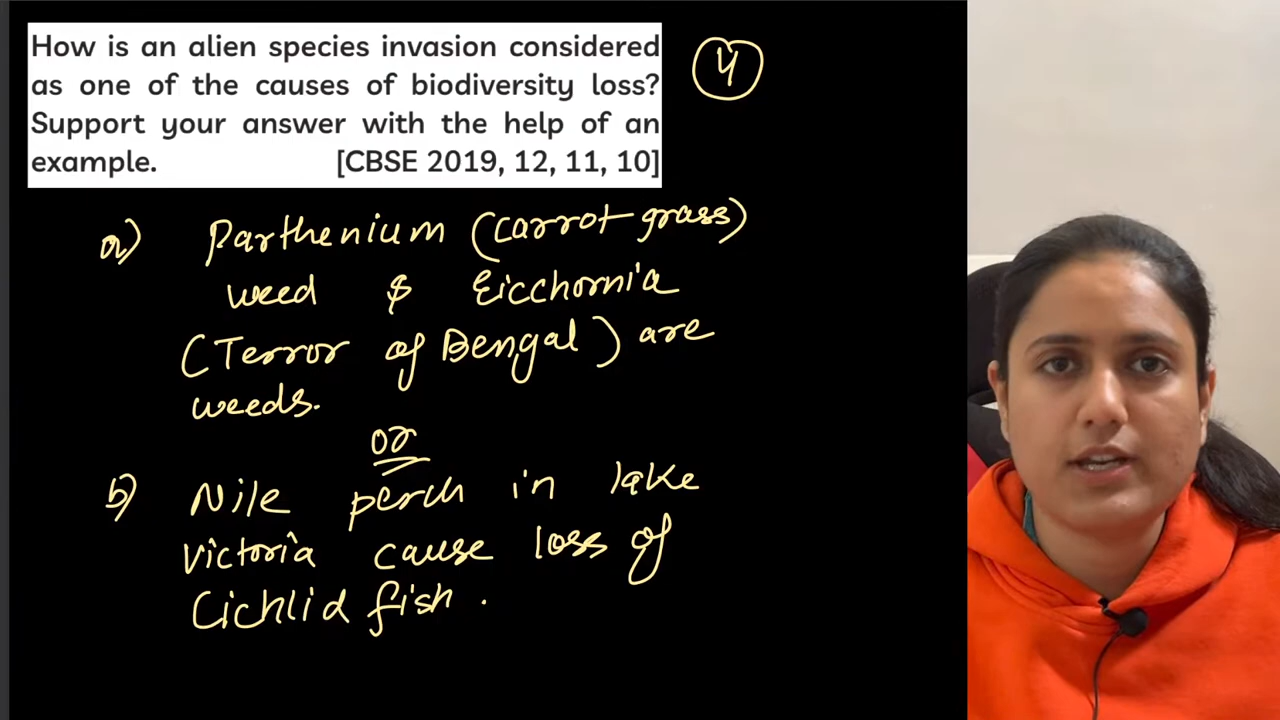 How is an alien species invasion considered
as one of the causes of biodiversity loss?
Support your answer with the help of an
example. [CBSE 2019, 12, 11, 10]
4
a) Parthenium (carrot grass)
weed & Eicchornia
(Terror of Bengal) are
weeds.
or
b) Nile perch in lake
Victoria cause loss of
Cichlid fish.